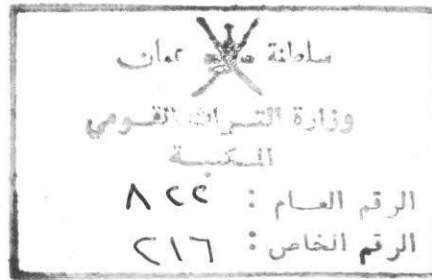 سلطنة عمان
وزارة التراث القومي
المكتبة
الرقم العام : ٨٢٢
الرقم الخاص : ٢١٦